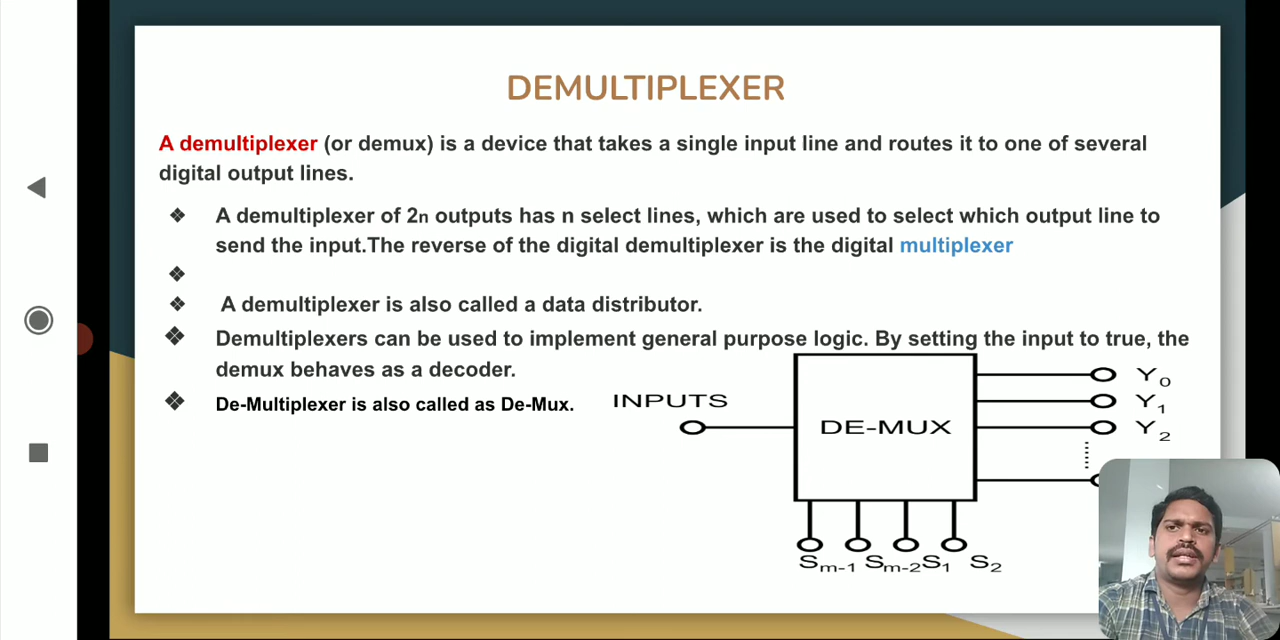 DEMULTIPLEXER
A demultiplexer (or demux) is a device that takes a single input line and routes it to one of several
digital output lines.
❖ A demultiplexer of 2n outputs has n select lines, which are used to select which output line to
send the input.The reverse of the digital demultiplexer is the digital multiplexer
❖
❖ A demultiplexer is also called a data distributor.
❖ Demultiplexers can be used to implement general purpose logic. By setting the input to true, the
demux behaves as a decoder.
❖ De-Multiplexer is also called as De-Mux.
INPUTS
DE-MUX
Y0
Y1
Y2
Sm-1 Sm-2 S1 S2